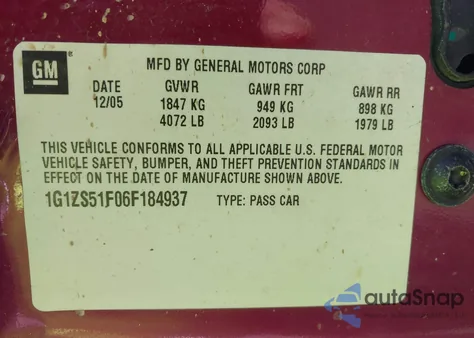 GM
MFD BY GENERAL MOTORS CORP
DATE GVWR GAWR FRT GAWR RR
12/05 1847 KG 949 KG 898 KG
4072 LB 2093 LB 1979 LB
THIS VEHICLE CONFORMS TO ALL APPLICABLE U.S. FEDERAL MOTOR
VEHICLE SAFETY, BUMPER, AND THEFT PREVENTION STANDARDS IN
EFFECT ON THE DATE OF MANUFACTURE SHOWN ABOVE.
1G1ZS51F06F184937 TYPE: PASS CAR
autoSnap